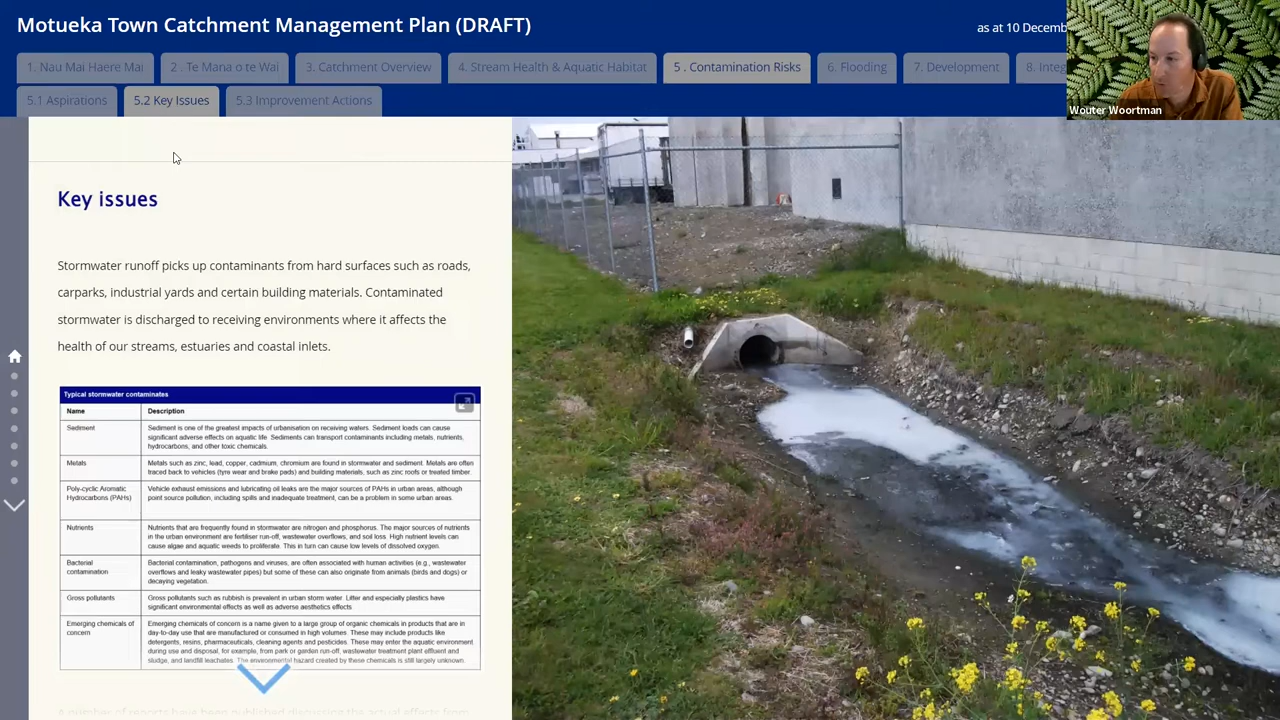 Motueka Town Catchment Management Plan (DRAFT)
as at 10 Decemb
1. Nau Mai Haere Mai
2 . Te Mana o te Wai
3. Catchment Overview
4. Stream Health & Aquatic Habitat
5 . Contamination Risks
6. Flooding
7. Development
8. Integ
5.1 Aspirations
5.2 Key Issues
5.3 Improvement Actions
Wouter Woortman
Key issues
Stormwater runoff picks up contaminants from hard surfaces such as roads,
carparks, industrial yards and certain building materials. Contaminated
stormwater is discharged to receiving environments where it affects the
health of our streams, estuaries and coastal inlets.
Typical stormwater contaminates
Name Description
Sediment Sediment is one of the greatest impacts of urbanisation on receiving waters. Sediment loads can cause
significant adverse effects on aquatic life. Sediments can transport contaminants including metals, nutrients,
hydrocarbons, and other toxic chemicals.
Metals Metals such as zinc, lead, copper, cadmium, chromium are found in stormwater and sediment. Metals are often
traced back to vehicles (tyre wear and brake pads) and building materials, such as zinc roofs or treated timber.
Poly-cyclic Aromatic Vehicle exhaust emissions and lubricating oil leaks are the major sources of PAHs in urban areas, although
Hydrocarbons (PAHs) point source pollution, including spills and inadequate treatment, can be a problem in some urban areas.
Nutrients Nutrients that are frequently found in stormwater are nitrogen and phosphorus. The major sources of nutrients
in the urban environment are fertiliser run-off, wastewater overflows, and soil loss. High nutrient levels can
cause algae and aquatic weeds to proliferate. This in turn can cause low levels of dissolved oxygen.
Bacterial Bacterial contamination, pathogens and viruses, are often associated with human activities (e.g., wastewater
contamination overflows and leaky wastewater pipes) but some of these can also originate from animals (birds and dogs) or
decaying vegetation.
Gross pollutants Gross pollutants such as rubbish is prevalent in urban storm water. Litter and especially plastics have
significant environmental effects as well as adverse aesthetics effects
Emerging chemicals of Emerging chemicals of concern is a name given to a large group of organic chemicals in products that are in
concern day-to-day use that are manufactured or consumed in high volumes. These may include products like
detergents, resins, pharmaceuticals, cleaning agents and pesticides. These may enter the aquatic environment
during use and disposal, for example, from park or garden run-off, wastewater treatment plant effluent and
sludge, and landfill leachates. The environmental hazard created by these chemicals is still largely unknown.
A number of reports have been published discussing the actual effects from